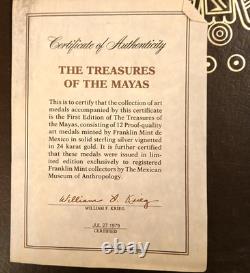 Certificate of Authenticity
THE TREASURES
OF THE MAYAS
This is to certify that the collection of art
medals accompanied by this certificate is
the First Edition of The Treasures of
the Mayas, consisting of 12 Proof-quality
art medals minted by Franklin Mint de
Mexico in solid sterling silver vignetted
in 24 karat gold. It is further certified
that these medals were issued in lim-
ited edition exclusively to registered
Franklin Mint collectors by The Mexican
Museum of Anthropology.
William F. Krieg
WILLIAM F. KRIEG
JUL 27 1979
CERTIFIED